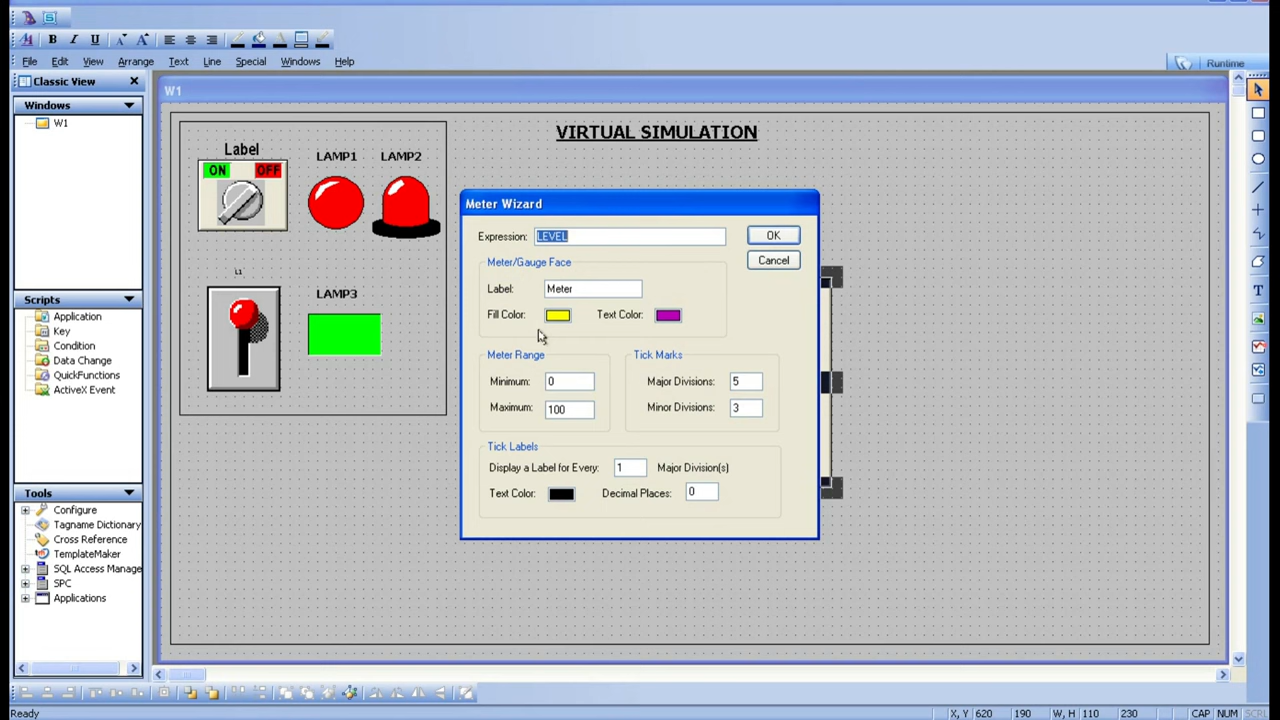 B I U
File Edit View Arrange Text Line Special Windows Help
Runtime
Classic View
Windows
W1
Scripts
Application
Key
Condition
Data Change
QuickFunctions
ActiveX Event
Tools
Configure
Tagname Dictionary
Cross Reference
TemplateMaker
SQL Access Manage
SPC
Applications
W1
VIRTUAL SIMULATION
Label
ON OFF
LAMP1 LAMP2
L1
LAMP3
Meter Wizard
Expression: LEVEL
OK
Cancel
Meter/Gauge Face
Label: Meter
Fill Color: Text Color:
Meter Range
Minimum: 0
Maximum: 100
Tick Marks
Major Divisions: 5
Minor Divisions: 3
Tick Labels
Display a Label for Every: 1 Major Division(s)
Text Color: Decimal Places: 0
Ready
X, Y 620 190 W, H 110 230 CAP NUM SCRL